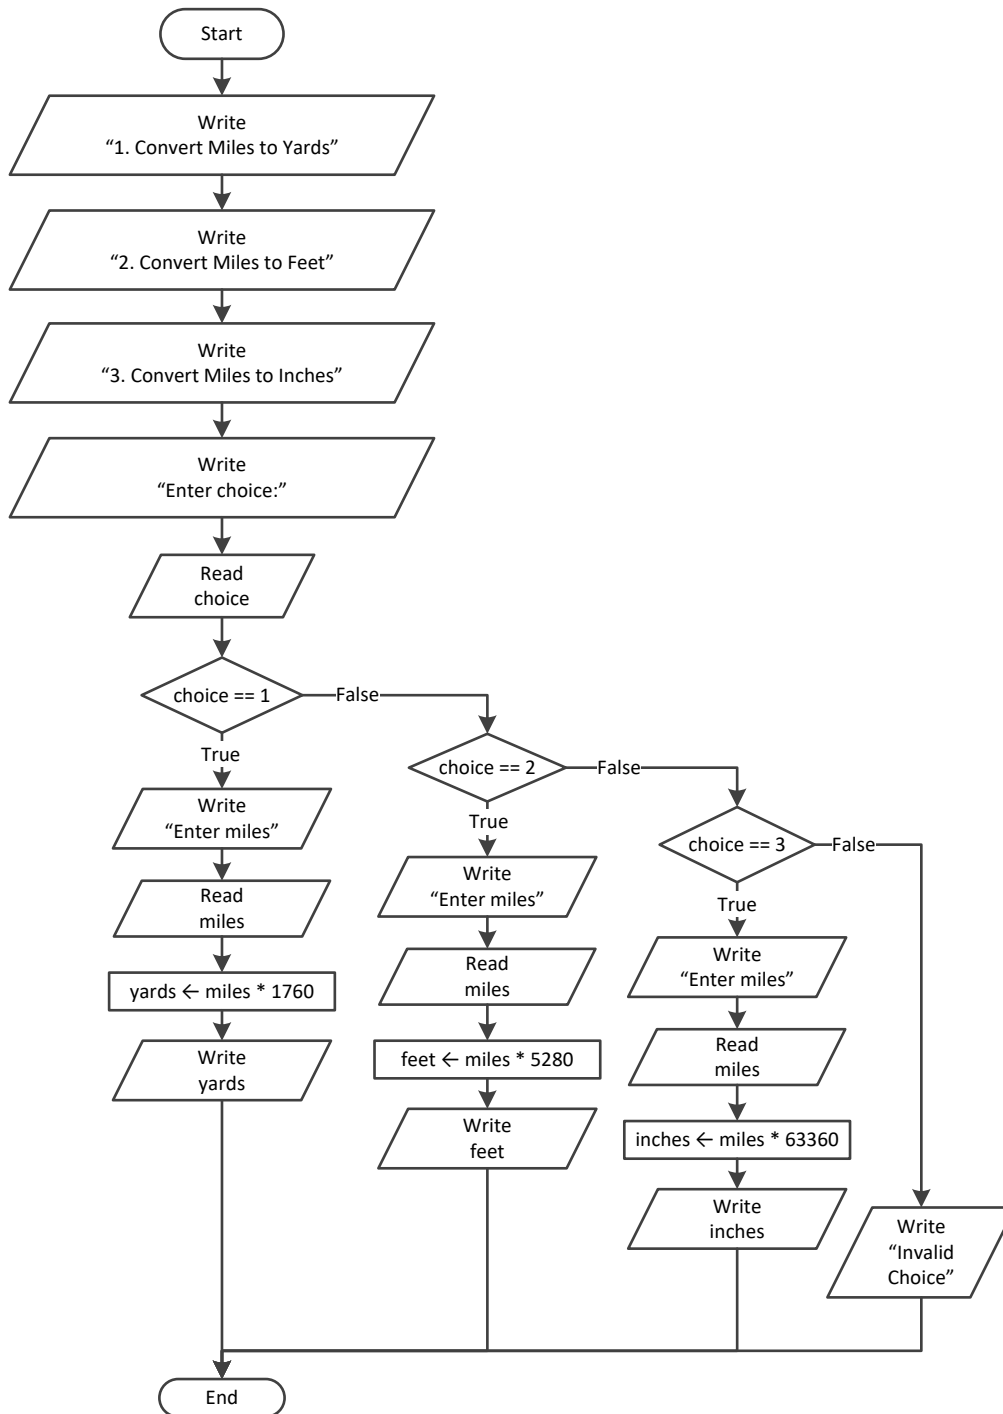 Start
Write
“1. Convert Miles to Yards”
Write
“2. Convert Miles to Feet”
Write
“3. Convert Miles to Inches”
Write
“Enter choice:”
Read
choice
choice == 1
False
True
Write
“Enter miles”
Read
miles
yards ← miles * 1760
Write
yards
choice == 2
False
True
Write
“Enter miles”
Read
miles
feet ← miles * 5280
Write
feet
choice == 3
False
True
Write
“Enter miles”
Read
miles
inches ← miles * 63360
Write
inches
Write
“Invalid
Choice”
End